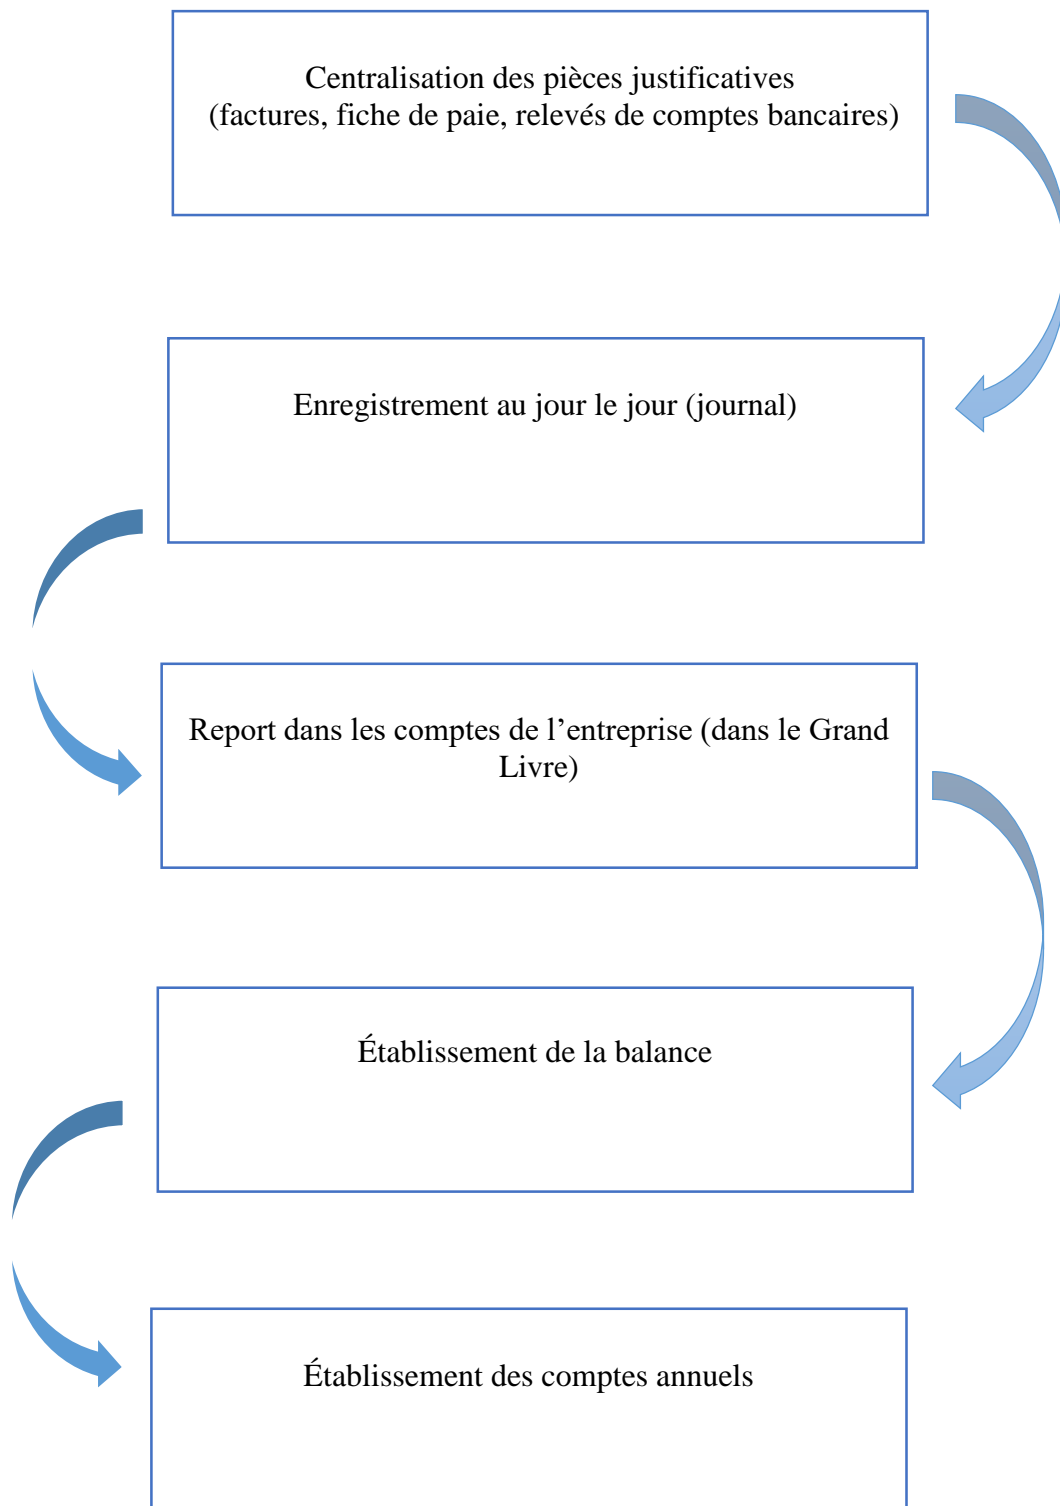 Centralisation des pièces justificatives
(factures, fiche de paie, relevés de comptes bancaires)
Enregistrement au jour le jour (journal)
Report dans les comptes de l’entreprise (dans le Grand
Livre)
Établissement de la balance
Établissement des comptes annuels